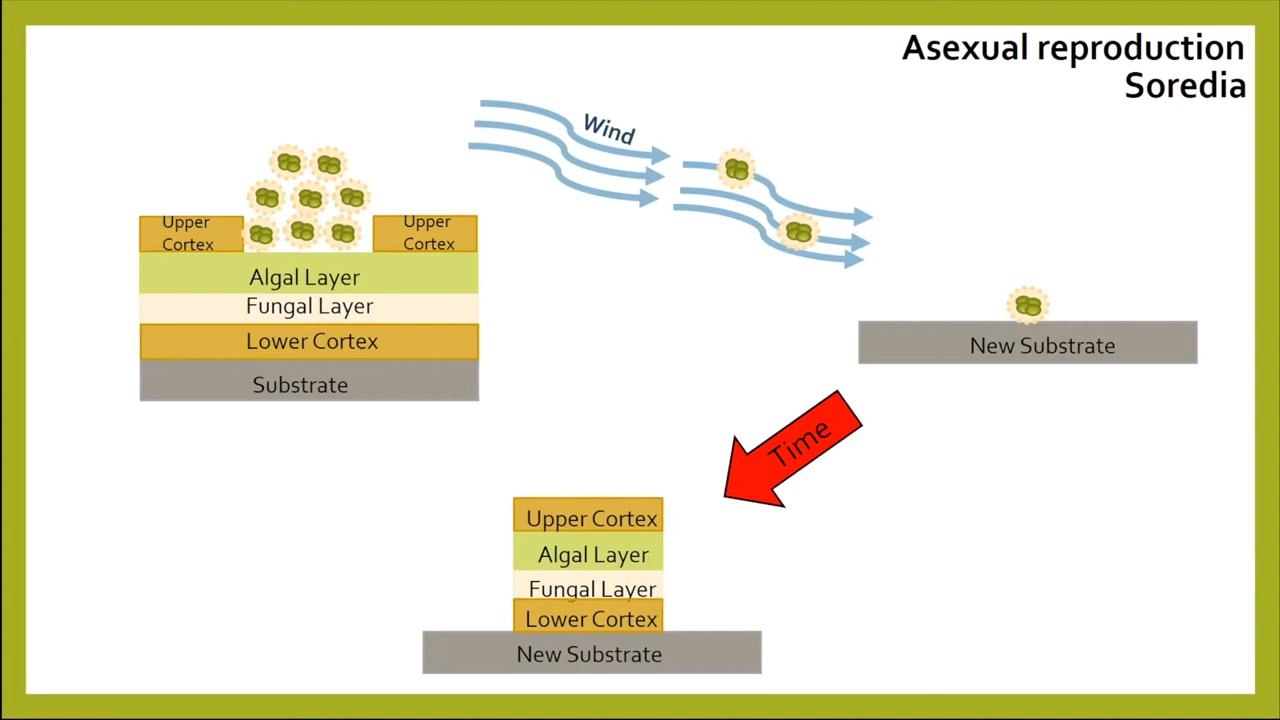 Asexual reproduction
Soredia
Wind
Upper
Cortex
Upper
Cortex
Algal Layer
Fungal Layer
Lower Cortex
Substrate
New Substrate
Time
Upper Cortex
Algal Layer
Fungal Layer
Lower Cortex
New Substrate